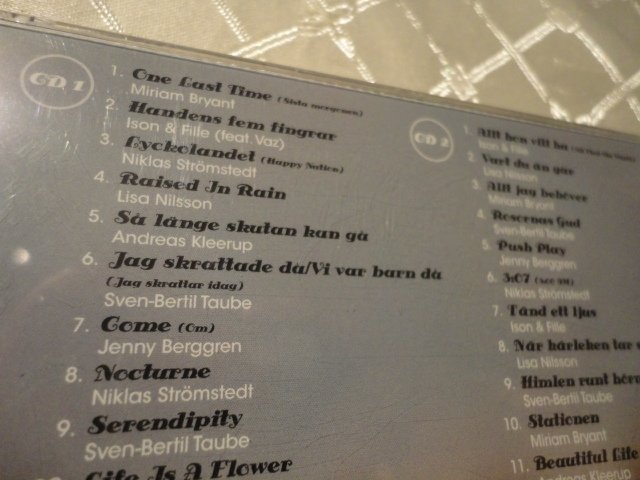 CD 1
1. One Last Time (Sista morgonen)
Miriam Bryant
2. Handens fem fingrar
Ison & Fille (feat. Vaz)
3. Lyckolandet (Happy Nation)
Niklas Strömstedt
4. Raised In Rain
Lisa Nilsson
5. Så länge skutan kan gå
Andreas Kleerup
6. Jag skrattade då/Vi var barn då
(Jag skrattar idag)
Sven-Bertil Taube
7. Come (Om)
Jenny Berggren
8. Nocturne
Niklas Strömstedt
9. Serendipity
Sven-Bertil Taube
Life Is A Flower
CD 2
1. Allt hon vill ha
Ison & Fille
2. Vart du än går
Lisa Nilsson
3. Allt jag behöver
Miriam Bryant
4. Rosornas Gud
Sven-Bertil Taube
5. Push Play
Jenny Berggren
6. 3:07
Niklas Strömstedt
7. Tänd ett ljus
Ison & Fille
8. När kärleken tar
Lisa Nilsson
9. Himlen runt
Sven-Bertil Taube
10. Stationen
Miriam Bryant
11. Beautiful Life
Andreas Kleerup